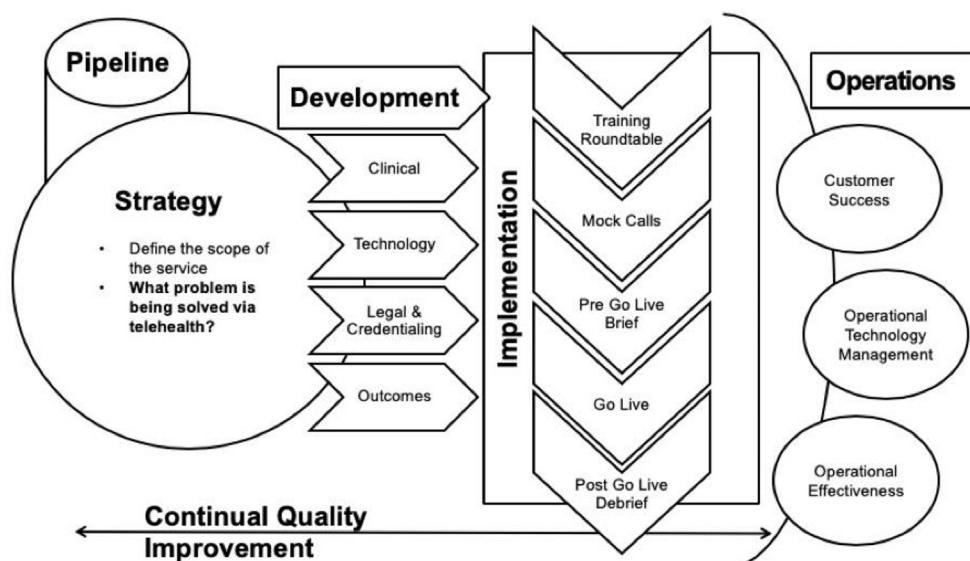 Pipeline
Strategy
• Define the scope of
the service
• What problem is
being solved via
telehealth?
Development
Clinical
Technology
Legal &
Credentialing
Outcomes
Implementation
Training
Roundtable
Mock Calls
Pre Go Live
Brief
Go Live
Post Go Live
Debrief
Operations
Customer
Success
Operational
Technology
Management
Operational
Effectiveness
Continual Quality
Improvement